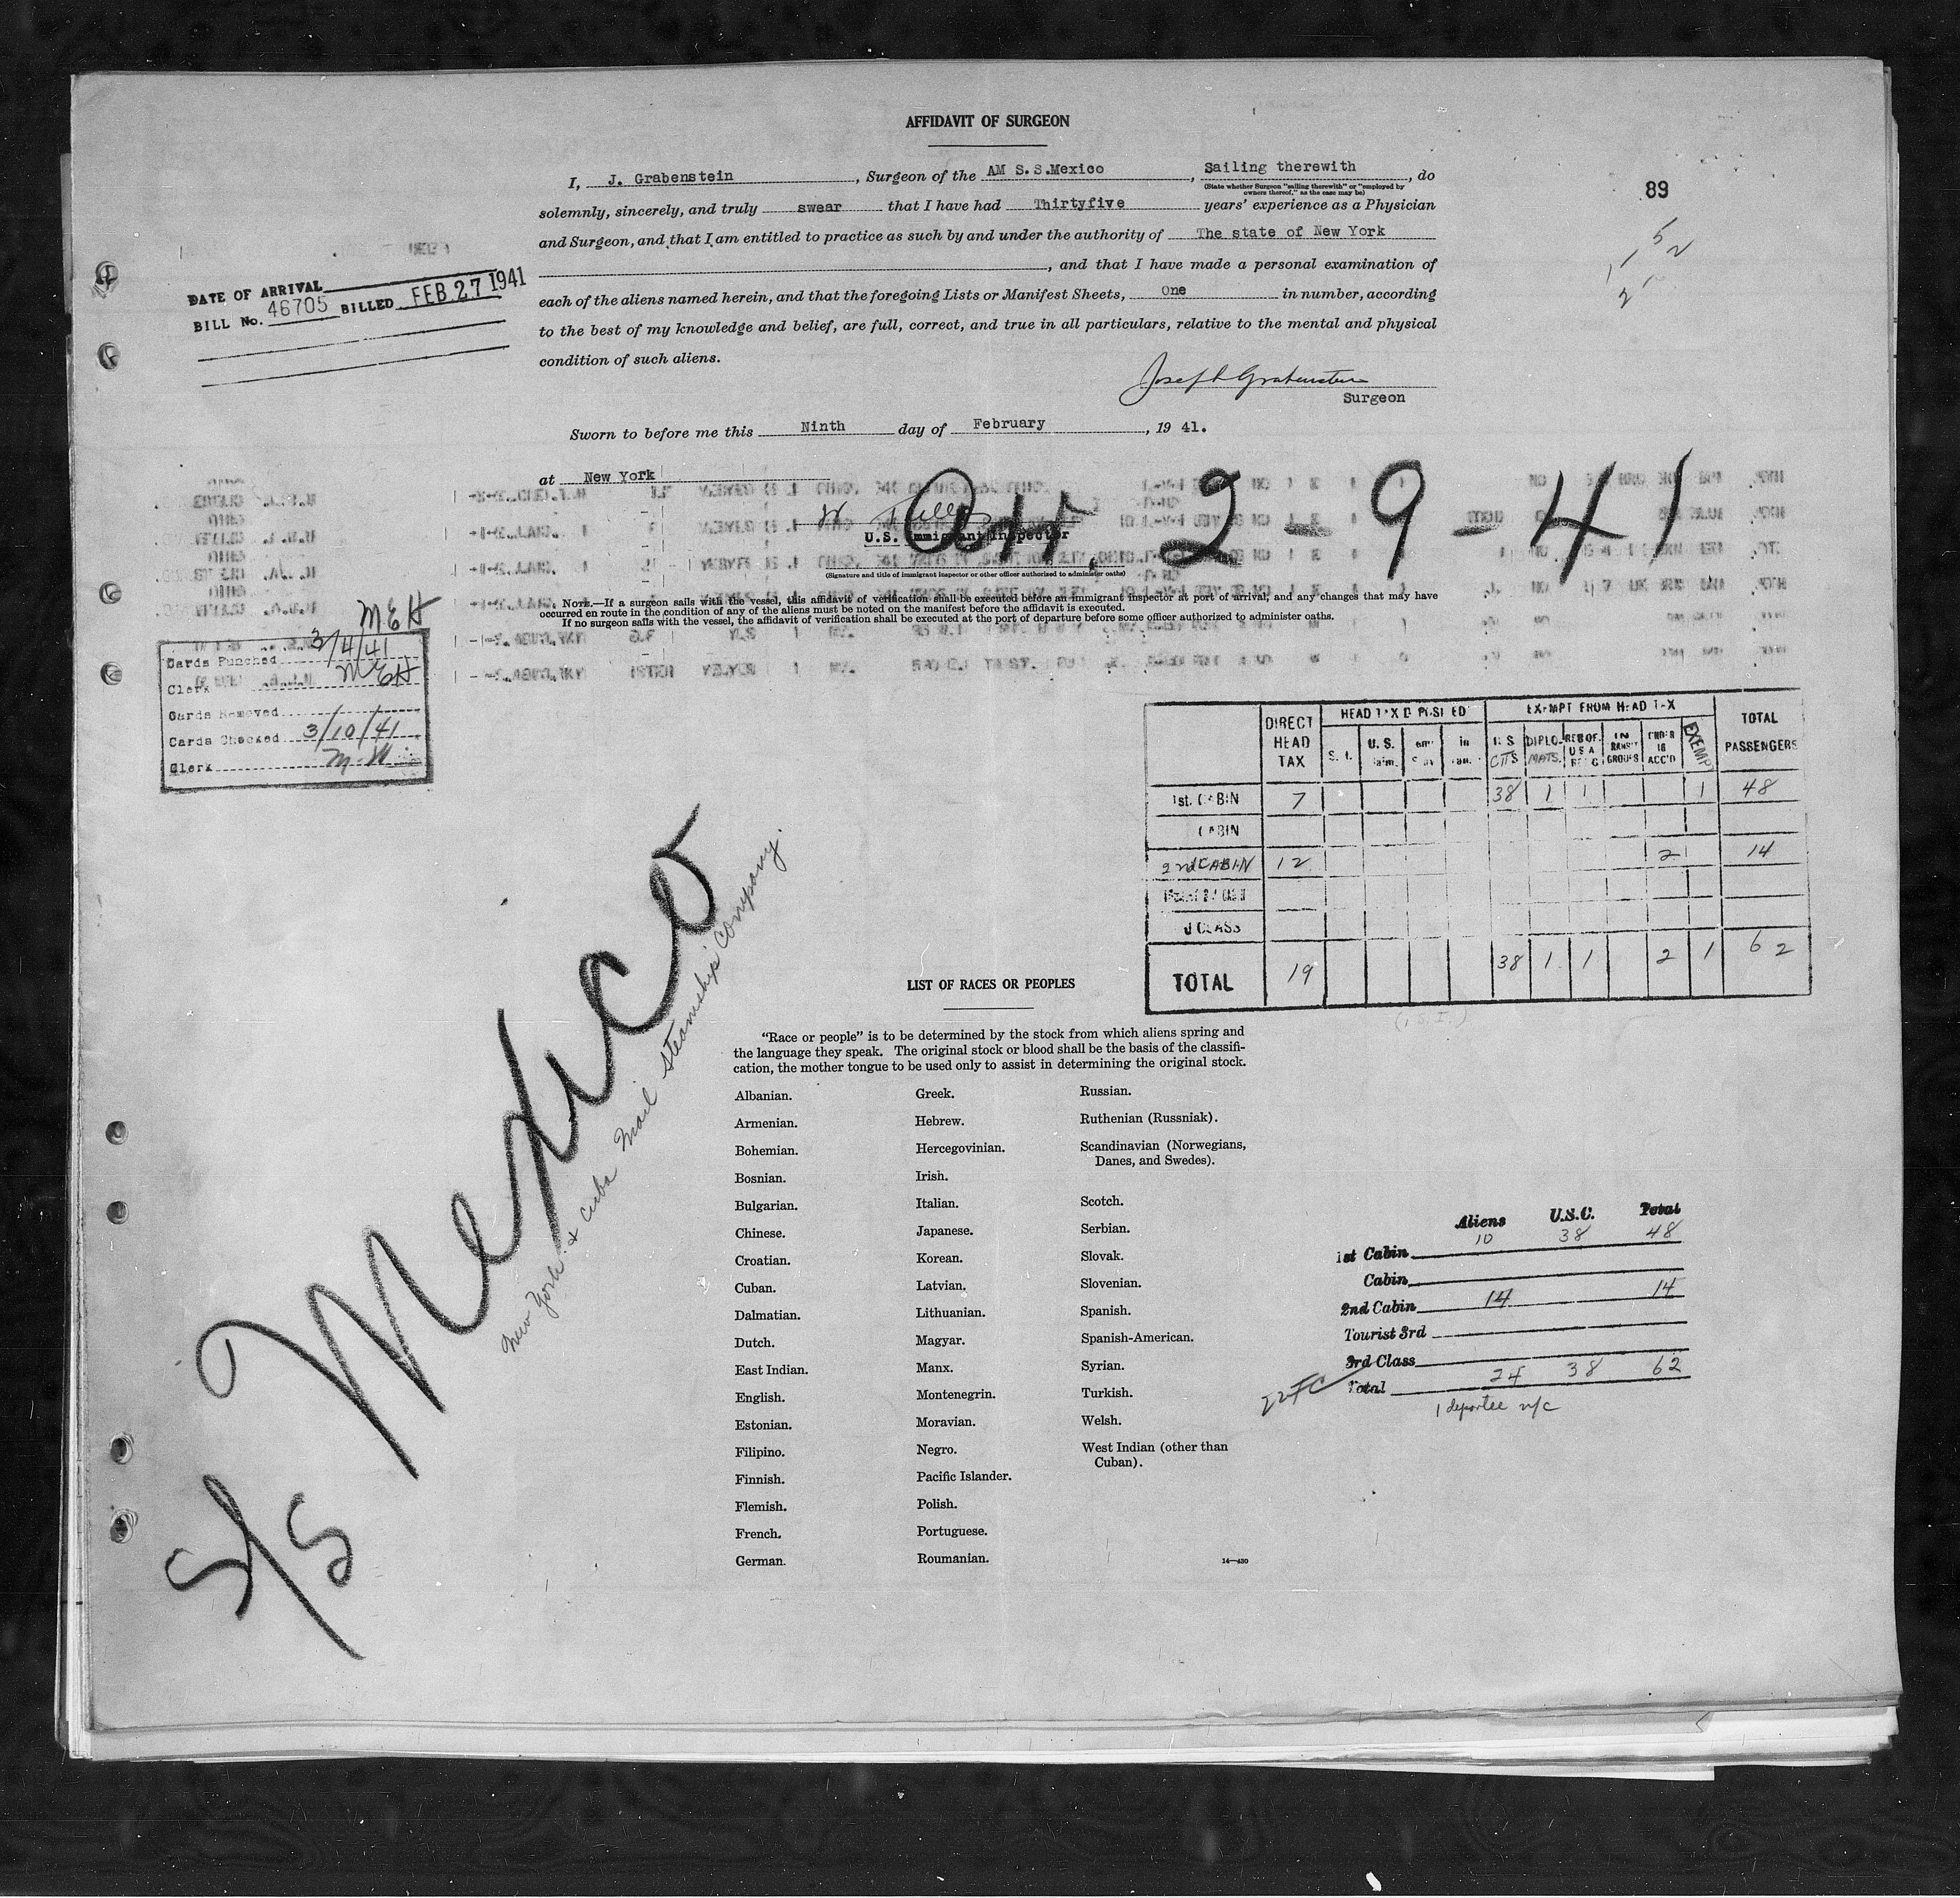 AFFIDAVIT OF SURGEON
I, J. Grabenstein, Surgeon of the AM S.S.Mexico, Sailing therewith, do
(State whether Surgeon "sailing therewith" or "employed by
owners thereof," as the case may be)
89
solemnly, sincerely, and truly swear that I have had Thirtyfive years' experience as a Physician
and Surgeon, and that I am entitled to practice as such by and under the authority of The state of New York
, and that I have made a personal examination of
each of the aliens named herein, and that the foregoing Lists or Manifest Sheets, One in number, according
to the best of my knowledge and belief, are full, correct, and true in all particulars, relative to the mental and physical
condition of such aliens.
DATE OF ARRIVAL
BILL No. 46705 BILLED FEB 27 1941
Joseph Grabenstein
Surgeon
Sworn to before me this Ninth day of February, 19 41.
at New York
Arr 2-9-41
U.S. Immigrant Inspector
(Signature and title of immigrant inspector or other officer authorized to administer oaths)
NOTE.—If a surgeon sails with the vessel, this affidavit of verification shall be executed before an immigrant inspector at port of arrival, and any changes that may have
occurred en route in the condition of any of the aliens must be noted on the manifest before the affidavit is executed.
If no surgeon sails with the vessel, the affidavit of verification shall be executed at the port of departure before some officer authorized to administer oaths.
MEH
Cards Punched 3/4/41
Clerk MEH
Cards Removed
Cards Checked 3/10/41
Clerk M.W.
DIRECT HEAD TAX
EXEMPT FROM HEAD TAX
TOTAL PASSENGERS
1st. CABIN 7 38 1 1 1 48
CABIN
2nd CABIN 12 2 14
TOTAL 19 38 1 1 2 1 62
S/S Mexico
New York & Cuba Mail Steamship Company.
LIST OF RACES OR PEOPLES
"Race or people" is to be determined by the stock from which aliens spring and
the language they speak. The original stock or blood shall be the basis of the classifi-
cation, the mother tongue to be used only to assist in determining the original stock.
Albanian.
Armenian.
Bohemian.
Bosnian.
Bulgarian.
Chinese.
Croatian.
Cuban.
Dalmatian.
Dutch.
East Indian.
English.
Estonian.
Filipino.
Finnish.
Flemish.
French.
German.
Greek.
Hebrew.
Hercegovinian.
Irish.
Italian.
Japanese.
Korean.
Latvian.
Lithuanian.
Magyar.
Manx.
Montenegrin.
Moravian.
Negro.
Pacific Islander.
Polish.
Portuguese.
Roumanian.
Russian.
Ruthenian (Russniak).
Scandinavian (Norwegians,
Danes, and Swedes).
Scotch.
Serbian.
Slovak.
Slovenian.
Spanish.
Spanish-American.
Syrian.
Turkish.
Welsh.
West Indian (other than
Cuban).
14—430
Aliens U.S.C. Total
1st Cabin 10 38 48
Cabin
2nd Cabin 14 14
Tourist 3rd
3rd Class
Total 24 38 62
1 deportee n/c